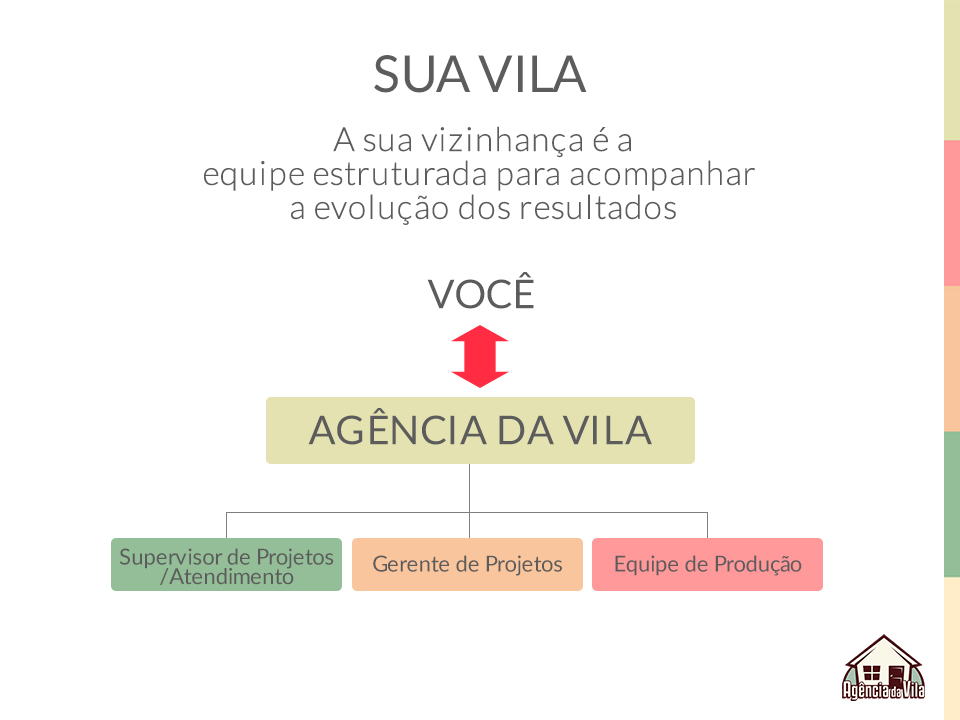 SUA VILA
A sua vizinhança é a
equipe estruturada para acompanhar
a evolução dos resultados
VOCÊ
AGÊNCIA DA VILA
Supervisor de Projetos
/Atendimento
Gerente de Projetos
Equipe de Produção
Agência da Vila